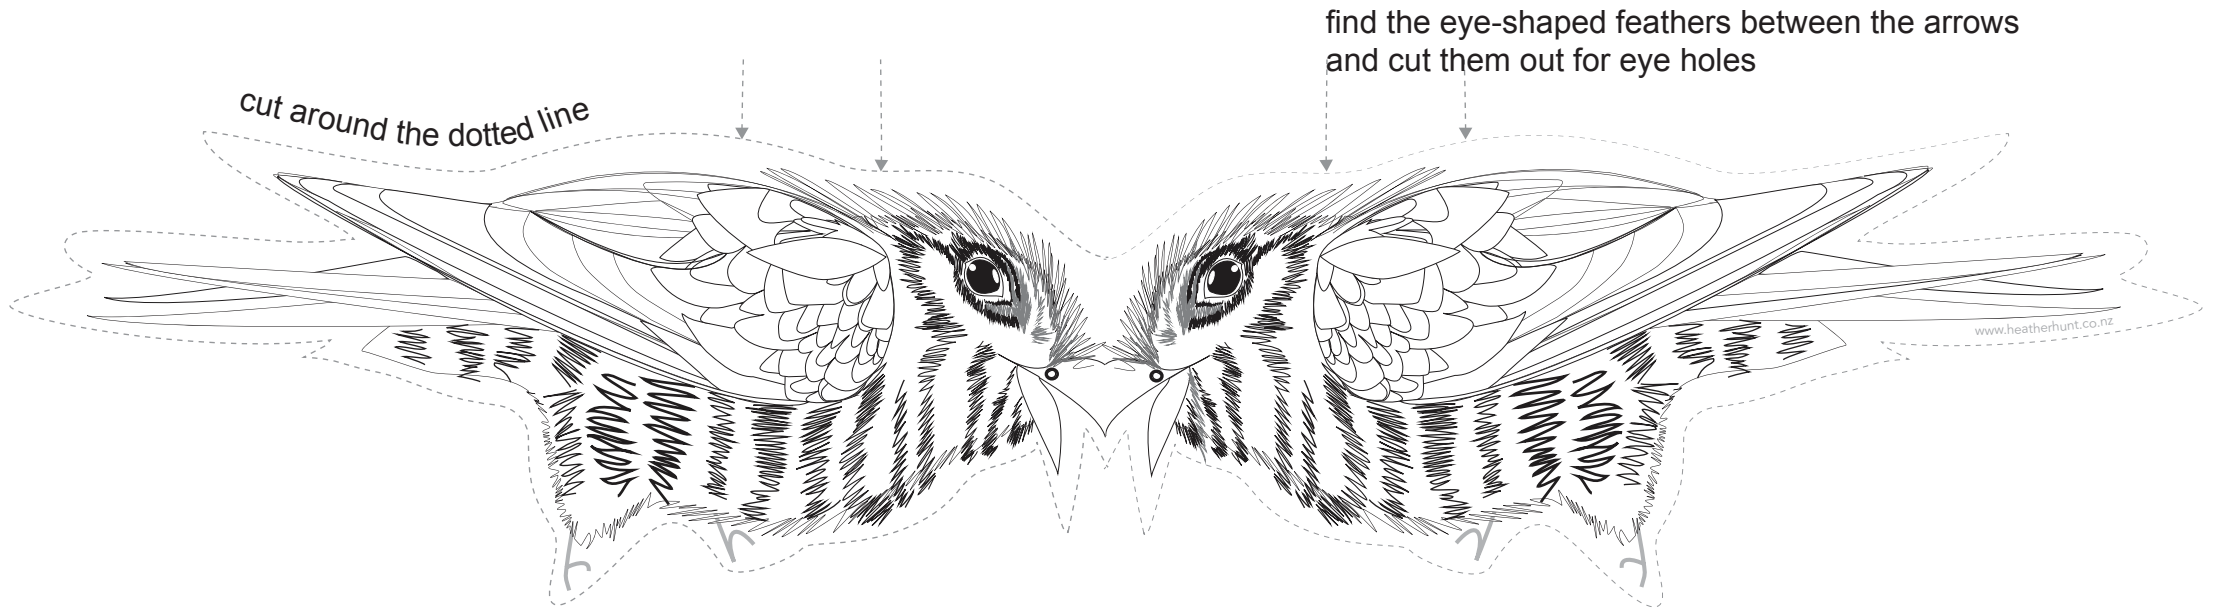 find the eye-shaped feathers between the arrows
and cut them out for eye holes
cut around the dotted line
www.heatherhunt.co.nz